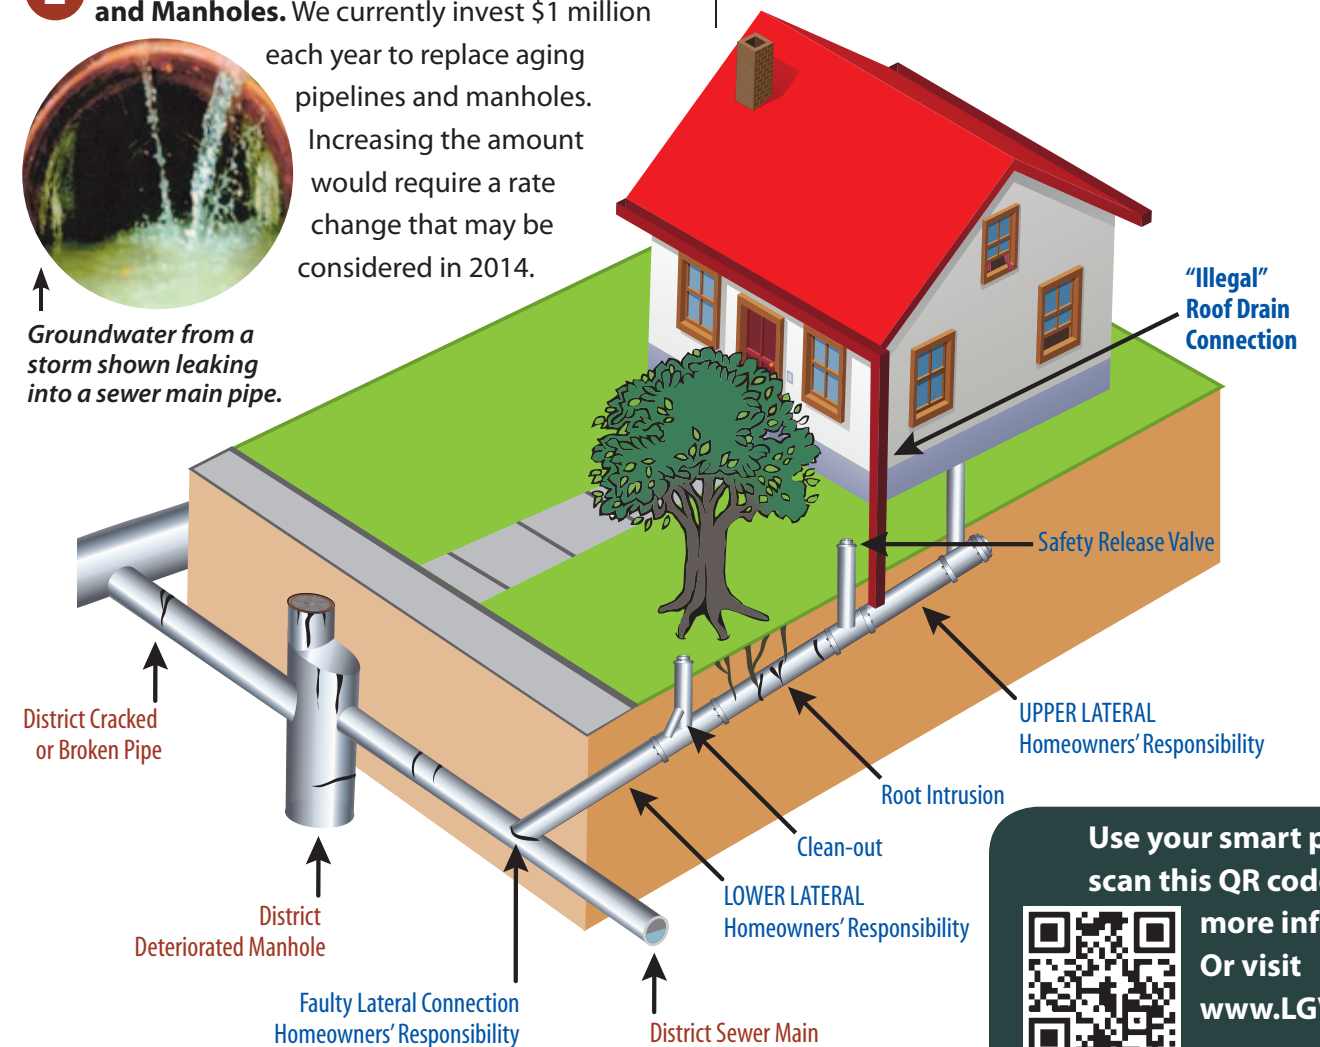 and Manholes. We currently invest $1 million
each year to replace aging
pipelines and manholes.
Increasing the amount
would require a rate
change that may be
considered in 2014.
Groundwater from a
storm shown leaking
into a sewer main pipe.
“Illegal”
Roof Drain
Connection
Safety Release Valve
UPPER LATERAL
Homeowners’ Responsibility
Root Intrusion
Clean-out
LOWER LATERAL
Homeowners’ Responsibility
District Cracked
or Broken Pipe
District
Deteriorated Manhole
Faulty Lateral Connection
Homeowners’ Responsibility
District Sewer Main
Use your smart
scan this QR
more
Or visit